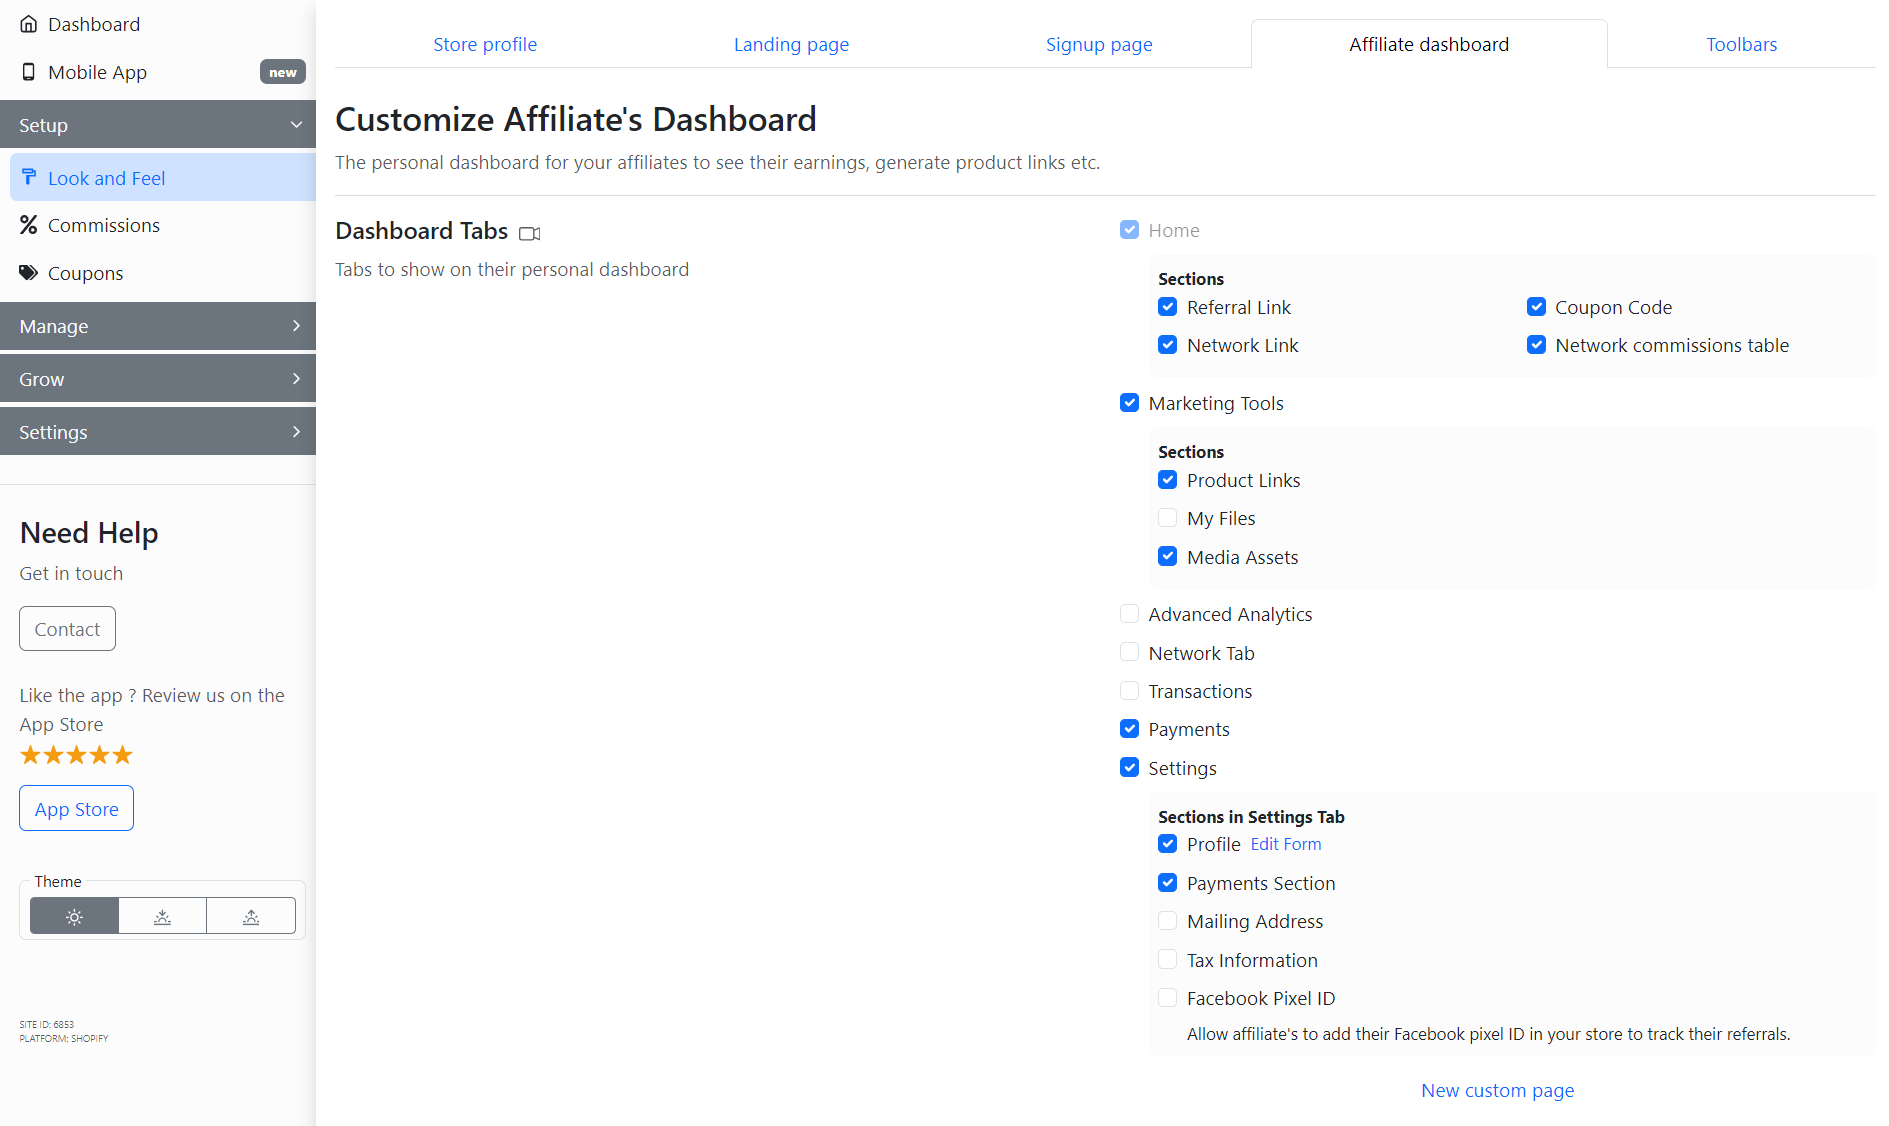 Dashboard
Mobile App new
Setup
Look and Feel
Commissions
Coupons
Manage
Grow
Settings
Need Help
Get in touch
Contact
Like the app ? Review us on the
App Store
App Store
Theme
SITE ID: 6853
PLATFORM: SHOPIFY
Store profile Landing page Signup page Affiliate dashboard Toolbars
Customize Affiliate's Dashboard
The personal dashboard for your affiliates to see their earnings, generate product links etc.
Dashboard Tabs
Tabs to show on their personal dashboard
Home
Sections
Referral Link Coupon Code
Network Link Network commissions table
Marketing Tools
Sections
Product Links
My Files
Media Assets
Advanced Analytics
Network Tab
Transactions
Payments
Settings
Sections in Settings Tab
Profile Edit Form
Payments Section
Mailing Address
Tax Information
Facebook Pixel ID
Allow affiliate's to add their Facebook pixel ID in your store to track their referrals.
New custom page